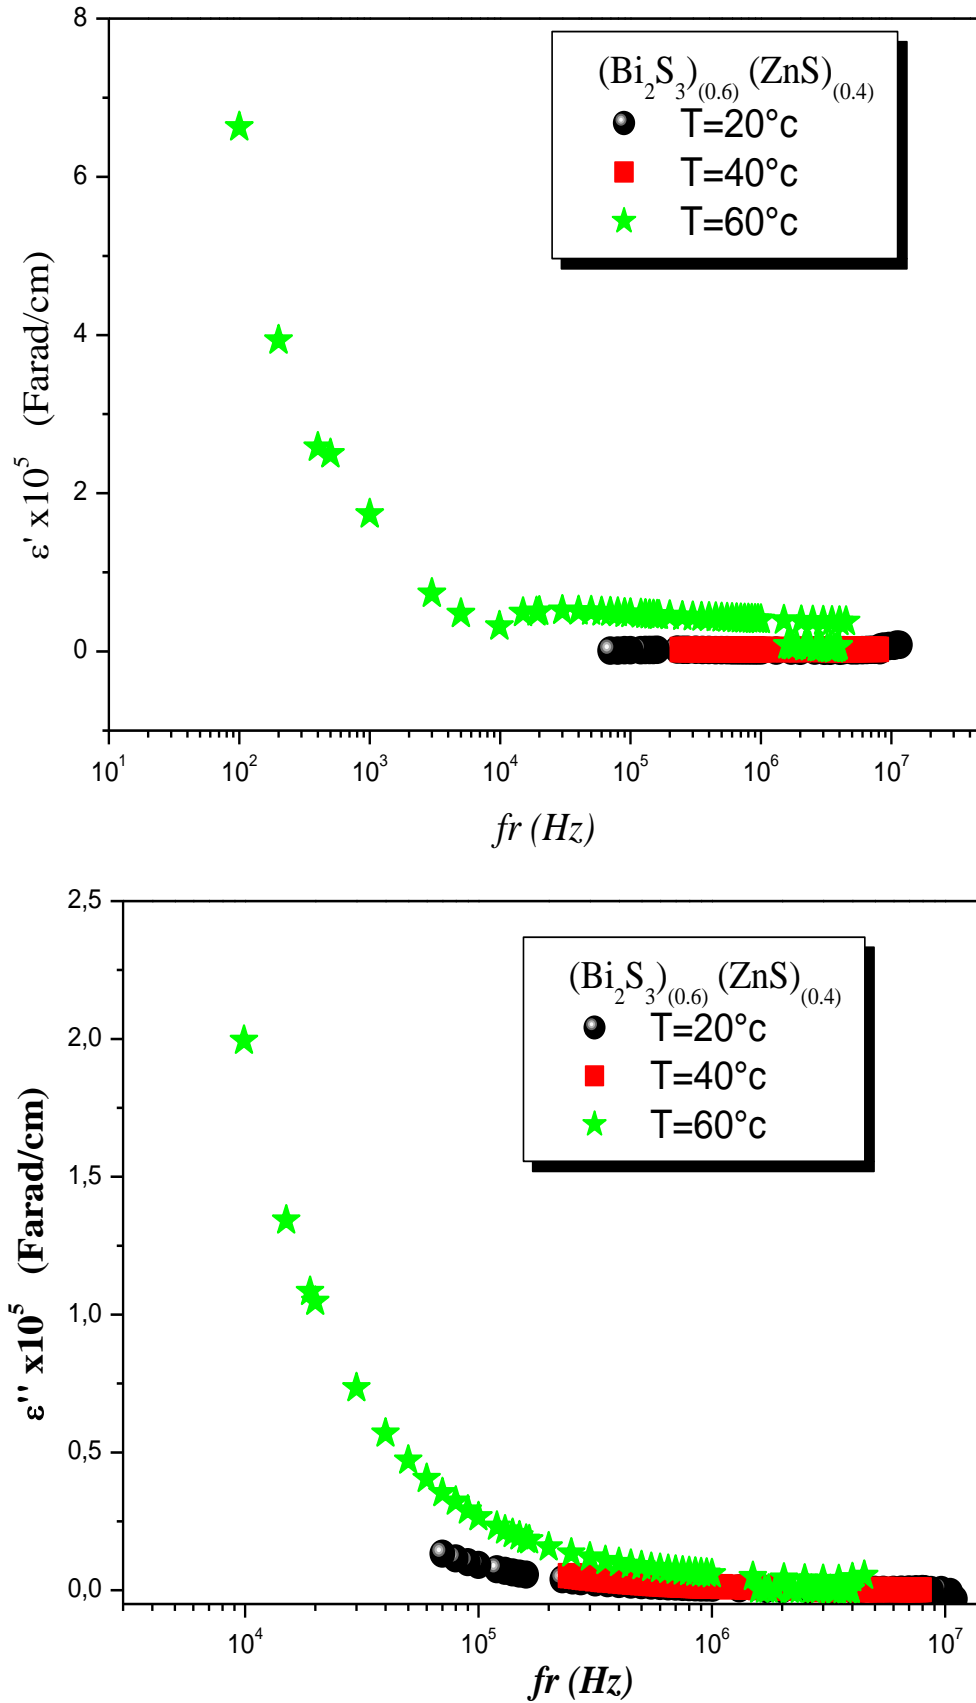 8
6
4
2
0
ε' x10^5 (Farad/cm)
(Bi_2S_3)_(0.6) (ZnS)_(0.4)
T=20°c
T=40°c
T=60°c
10^1 10^2 10^3 10^4 10^5 10^6 10^7
fr (Hz)
2,5
2,0
1,5
1,0
0,5
0,0
ε'' x10^5 (Farad/cm)
(Bi_2S_3)_(0.6) (ZnS)_(0.4)
T=20°c
T=40°c
T=60°c
10^4 10^5 10^6 10^7
fr (Hz)